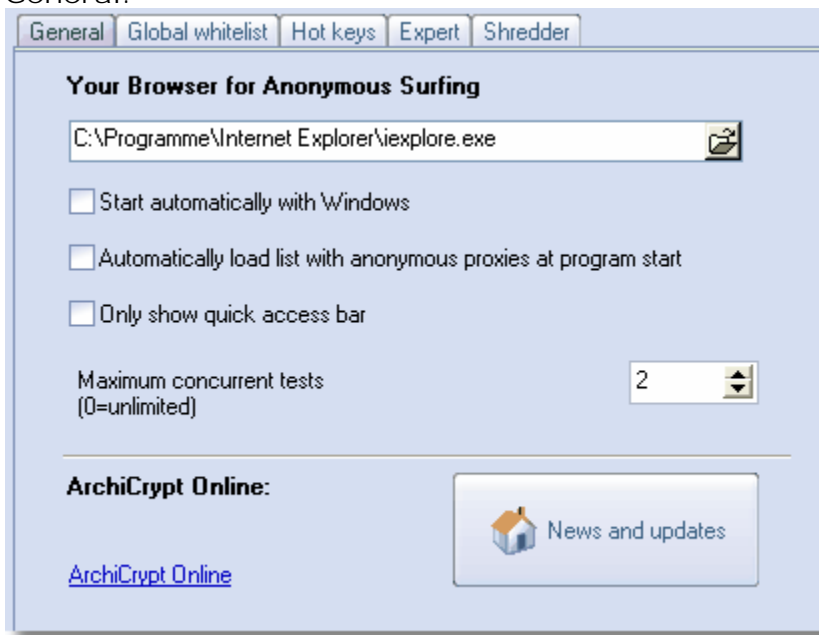 General:
General Global whitelist Hot keys Expert Shredder
Your Browser for Anonymous Surfing
C:\Programme\Internet Explorer\iexplore.exe
Start automatically with Windows
Automatically load list with anonymous proxies at program start
Only show quick access bar
Maximum concurrent tests 2
(0=unlimited)
ArchiCrypt Online:
News and updates
ArchiCrypt Online